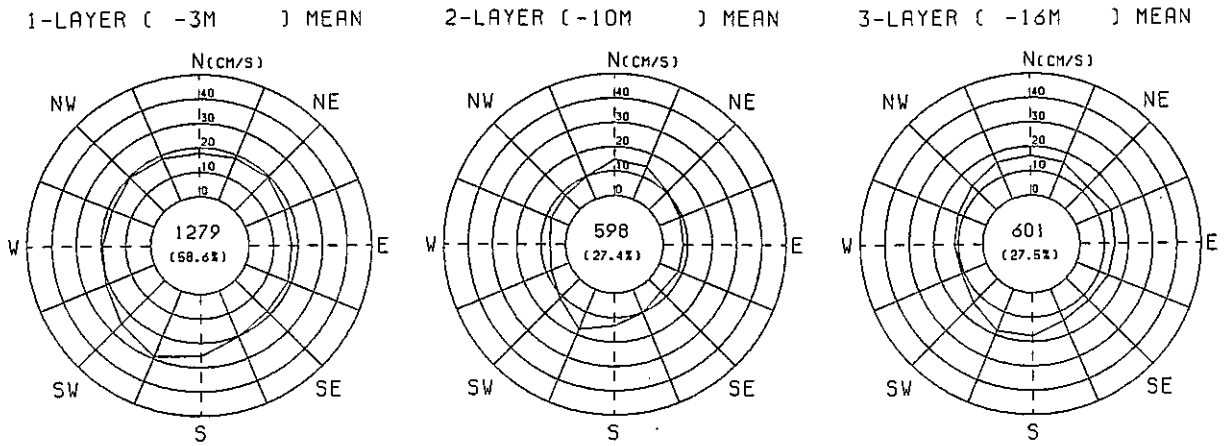 1-LAYER ( -3M ) MEAN
N(CM/S)
NW
NE
40
30
20
10
0
1279
(58.6%)
W
E
SW
SE
S
2-LAYER (-10M ) MEAN
N(CM/S)
NW
NE
40
30
20
10
0
598
(27.4%)
W
E
SW
SE
S
3-LAYER ( -16M ) MEAN
N(CM/S)
NW
NE
40
30
20
10
0
601
(27.5%)
W
E
SW
SE
S